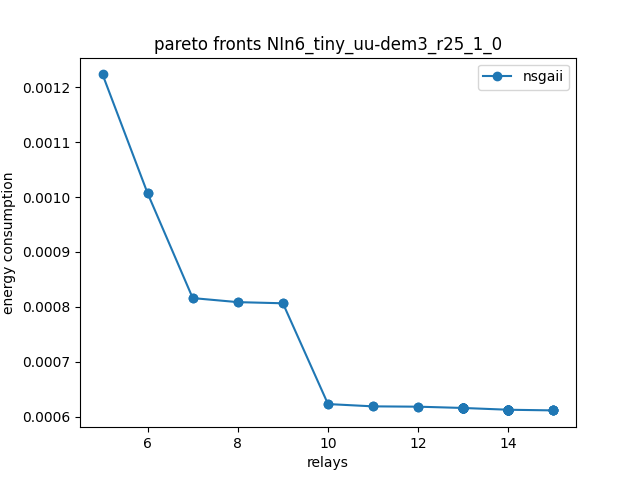 pareto fronts NIn6_tiny_uu-dem3_r25_1_0
nsgaii
energy consumption
0.0012
0.0011
0.0010
0.0009
0.0008
0.0007
0.0006
6 8 10 12 14
relays